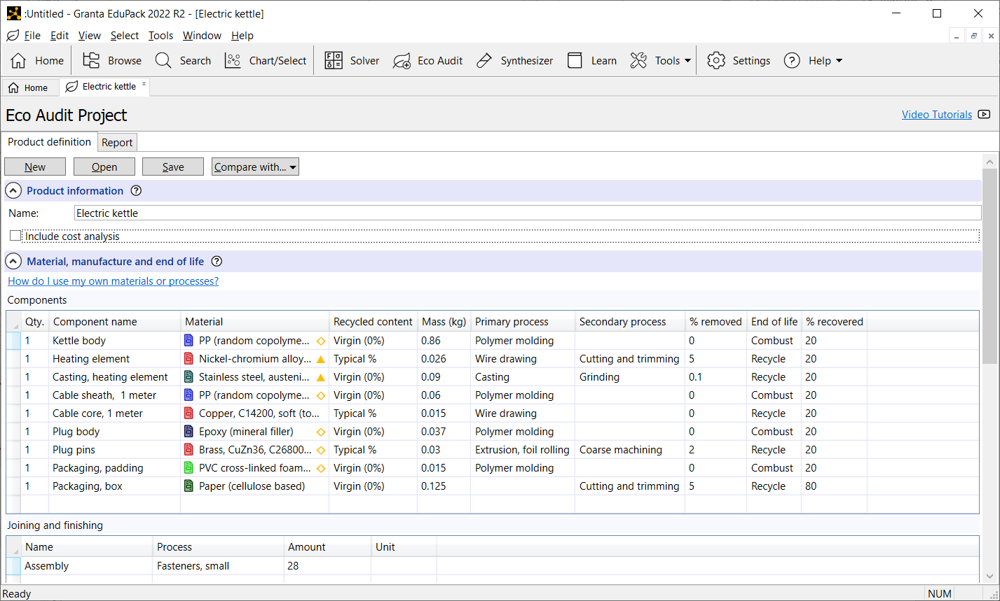 :Untitled - Granta EduPack 2022 R2 - [Electric kettle]
File Edit View Select Tools Window Help
Home Browse Search Chart/Select Solver Eco Audit Synthesizer Learn Tools Settings Help
Home Electric kettle
Eco Audit Project Video Tutorials
Product definition Report
New Open Save Compare with...
Product information
Name: Electric kettle
Include cost analysis
Material, manufacture and end of life
How do I use my own materials or processes?
Components
Qty. Component name Material Recycled content Mass (kg) Primary process Secondary process % removed End of life % recovered
1 Kettle body PP (random copolyme... Virgin (0%) 0.86 Polymer molding 0 Combust 20
1 Heating element Nickel-chromium alloy... Typical % 0.026 Wire drawing Cutting and trimming 5 Recycle 20
1 Casting, heating element Stainless steel, austeni... Virgin (0%) 0.09 Casting Grinding 0.1 Recycle 20
1 Cable sheath, 1 meter PP (random copolyme... Virgin (0%) 0.06 Polymer molding 0 Combust 20
1 Cable core, 1 meter Copper, C14200, soft (to... Typical % 0.015 Wire drawing 0 Recycle 20
1 Plug body Epoxy (mineral filler) Virgin (0%) 0.037 Polymer molding 0 Combust 20
1 Plug pins Brass, CuZn36, C26800... Typical % 0.03 Extrusion, foil rolling Coarse machining 2 Recycle 20
1 Packaging, padding PVC cross-linked foam... Virgin (0%) 0.015 Polymer molding 0 Combust 20
1 Packaging, box Paper (cellulose based) Virgin (0%) 0.125 Cutting and trimming 5 Recycle 80
Joining and finishing
Name Process Amount Unit
Assembly Fasteners, small 28
Ready NUM